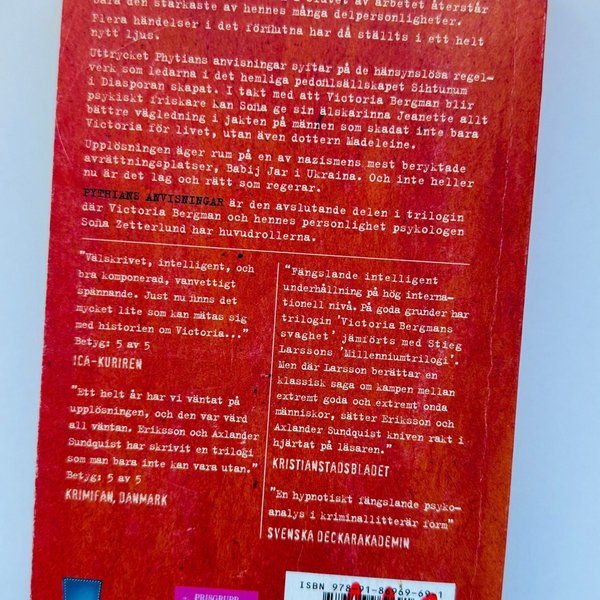 av arbetet återstår
bara den starkaste av hennes många delpersonligheter.
Flera händelser i det förflutna har då ställts i ett helt
nytt ljus.
Uttrycket Phytians anvisningar syftar på de hänsynslösa regel-
verk som ledarna i det hemliga pedofilsällskapet Sihtunum
i Diasporan skapat. I takt med att Victoria Bergman blir
psykiskt friskare kan Sofia ge sin älskarinna Jeanette allt
bättre vägledning i jakten på männen som skadat inte bara
Victoria för livet, utan även dottern Madeleine.
Upplösningen äger rum på en av nazismens mest beryktade
avrättningsplatser, Babij Jar i Ukraina. Och inte heller
nu är det lag och rätt som regerar.
PYTHIANS ANVISNINGAR är den avslutande delen i trilogin
där Victoria Bergman och hennes personlighet psykologen
Sofia Zetterlund har huvudrollerna.
"Välskrivet, intelligent, och
bra komponerad, vanvettigt
spännande. Just nu finns det
mycket lite som kan mätas sig
med historien om Victoria..."
Betyg: 5 av 5
ICA-KURIREN
"Ett helt år har vi väntat på
upplösningen, och den var värd
all väntan. Eriksson och Axlander
Sundquist har skrivit en trilogi
som man bara inte kan vara utan."
Betyg: 5 av 5
KRIMIFAN, DANMARK
"Fängslande intelligent
underhållning på hög interna-
tionell nivå. På goda grunder har
trilogin 'Victoria Bergmans
svaghet' jämförts med Stieg
Larssons 'Millenniumtrilogi'.
Men där Larsson berättar en
klassisk saga om kampen mellan
extremt goda och extremt onda
människor, sätter Eriksson och
Axlander Sundquist kniven rakt i
hjärtat på läsaren."
KRISTIANSTADSBLADET
"En hypnotiskt fängslande psyko-
analys i kriminallitterär form"
SVENSKA DECKARAKADEMIN
PRISGRUPP
ISBN 978-91-86969-69-1